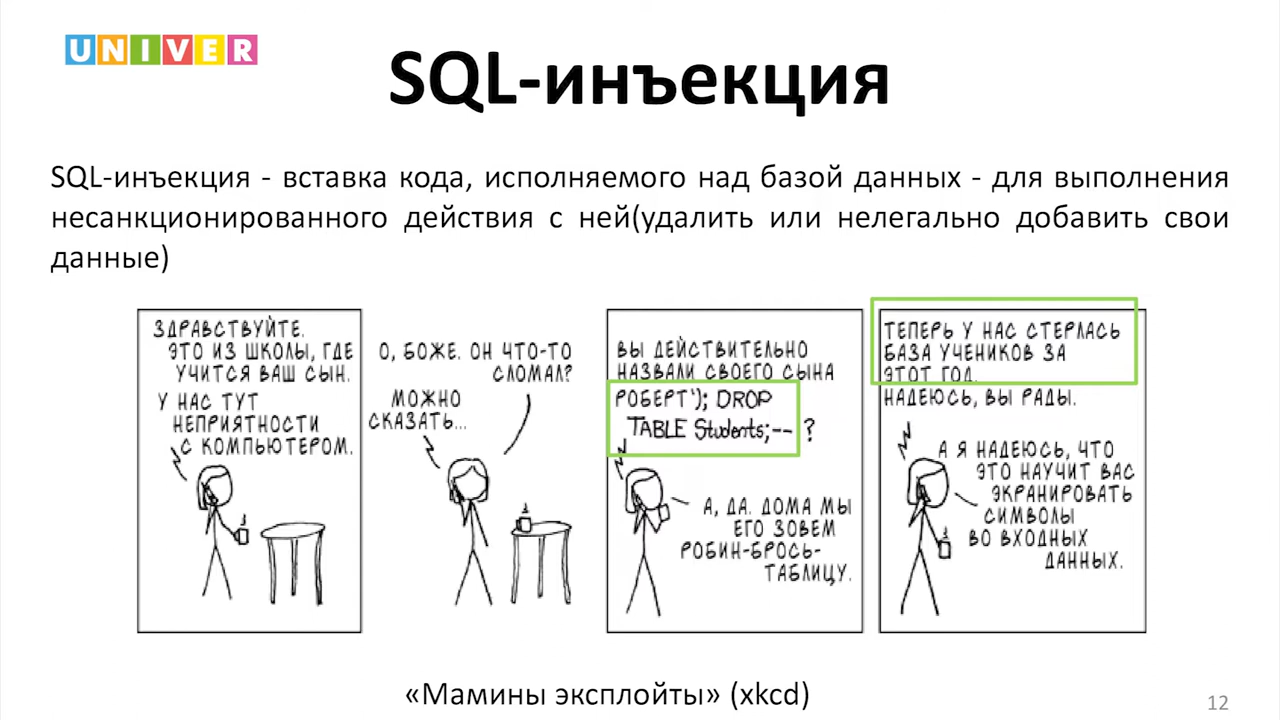 UNIVER
SQL-инъекция
SQL-инъекция - вставка кода, исполняемого над базой данных - для выполнения
несанкционированного действия с ней(удалить или нелегально добавить свои
данные)
ЗДРАВСТВУЙТЕ.
ЭТО ИЗ ШКОЛЫ, ГДЕ
УЧИТСЯ ВАШ СЫН.
У НАС ТУТ
НЕПРИЯТНОСТИ
С КОМПЬЮТЕРОМ.
О, БОЖЕ. ОН ЧТО-ТО
СЛОМАЛ?
МОЖНО
СКАЗАТЬ...
ВЫ ДЕЙСТВИТЕЛЬНО
НАЗВАЛИ СВОЕГО СЫНА
РОБЕРТ'); DROP
TABLE Students;-- ?
А, ДА. ДОМА МЫ
ЕГО ЗОВЕМ
РОБИН-БРОСЬ-
ТАБЛИЦУ.
ТЕПЕРЬ У НАС СТЕРЛАСЬ
БАЗА УЧЕНИКОВ ЗА
ЭТОТ ГОД.
НАДЕЮСЬ, ВЫ РАДЫ.
А Я НАДЕЮСЬ, ЧТО
ЭТО НАУЧИТ ВАС
ЭКРАНИРОВАТЬ
СИМВОЛЫ
ВО ВХОДНЫХ
ДАННЫХ.
«Мамины эксплойты» (xkcd)
12